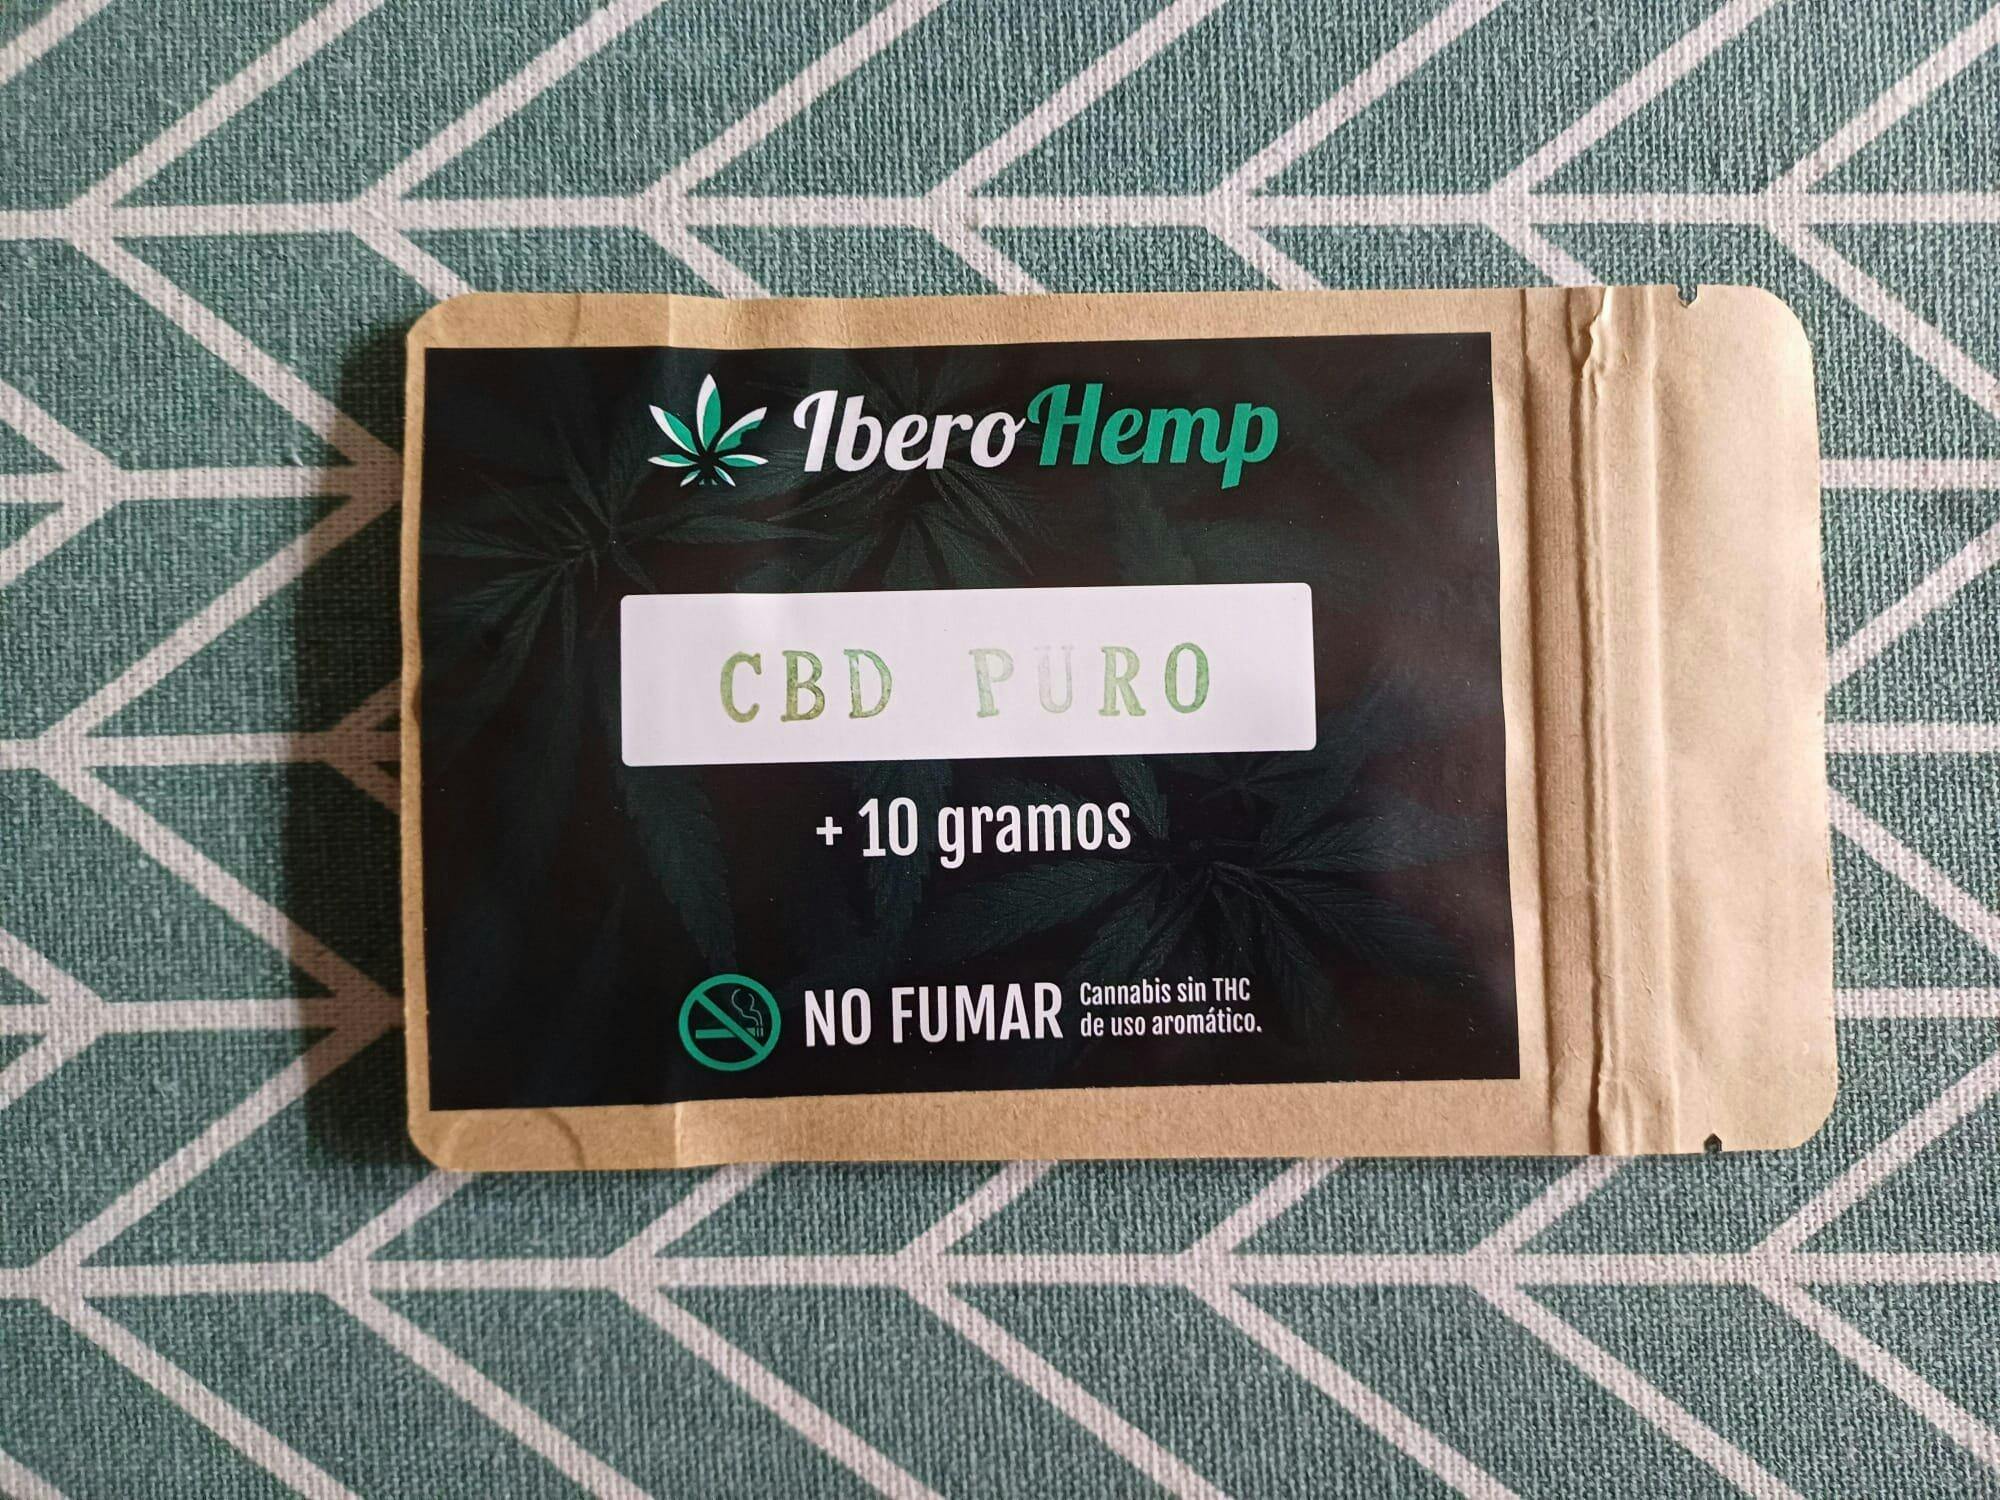 IberoHemp
CBD PURO
+ 10 gramos
NO FUMAR
Cannabis sin THC
de uso aromático.